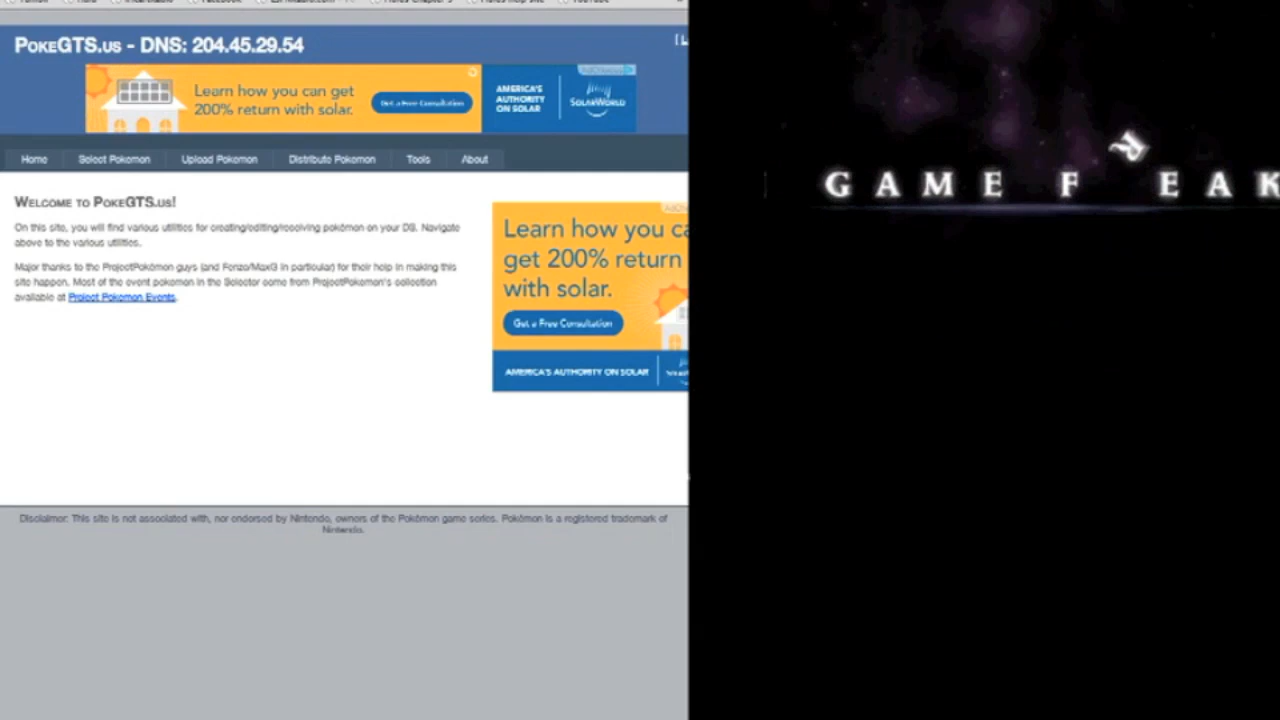 POKEGTS.US - DNS: 204.45.29.54
Learn how you can get
200% return with solar.
Get a Free Consultation
AMERICA'S
AUTHORITY
ON SOLAR
SOLARWORLD
Home
Select Pokemon
Upload Pokemon
Distribute Pokemon
Tools
About
WELCOME TO POKEGTS.US!
On this site, you will find various utilities for creating/editing/receiving pokémon on your DS. Navigate
above to the various utilities.
Major thanks to the ProjectPokémon guys (and Fenzo/MaxG in particular) for their help in making this
site happen. Most of the event pokemon in the Selector come from ProjectPokemon's collection
available at Project Pokemon Events.
Learn how you ca
get 200% return
with solar.
Get a Free Consultation
AMERICA'S AUTHORITY ON SOLAR
Disclaimer: This site is not associated with, nor endorsed by Nintendo, owners of the Pokémon game series. Pokémon is a registered trademark of
Nintendo.
GAME FREAK